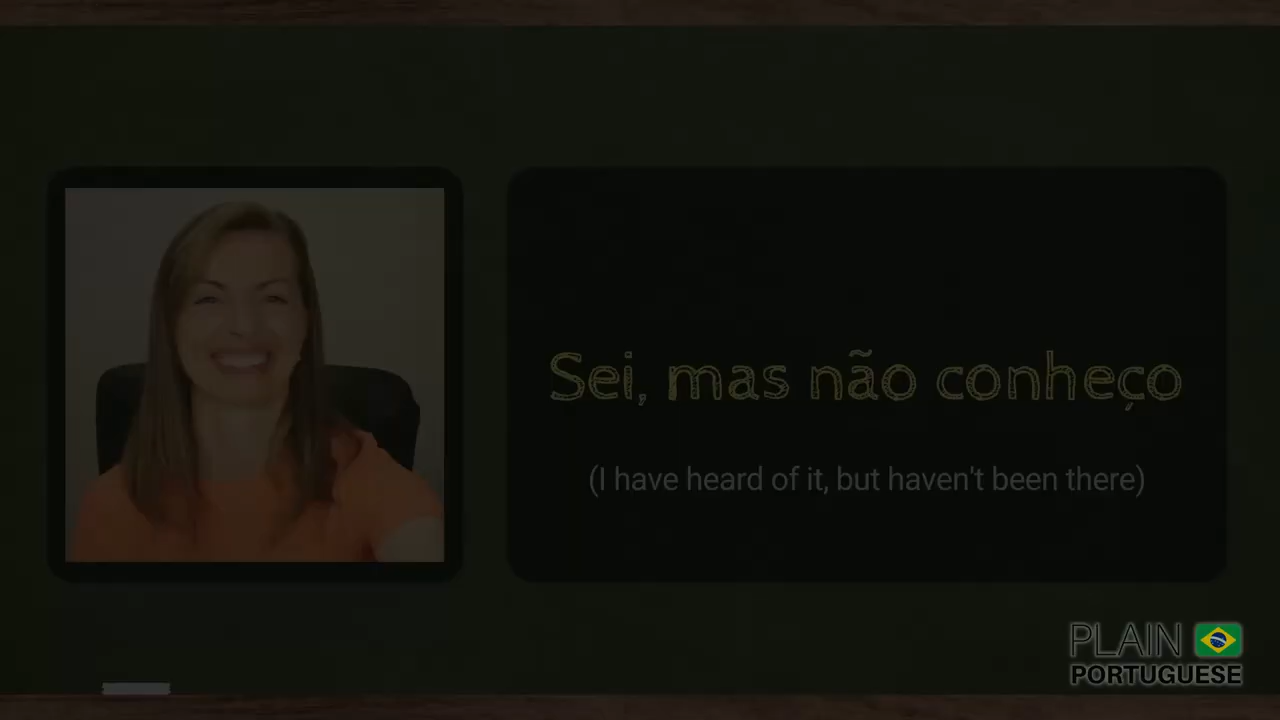 Sei, mas não conheço
(I have heard of it, but haven't been there)
PLAIN
PORTUGUESE